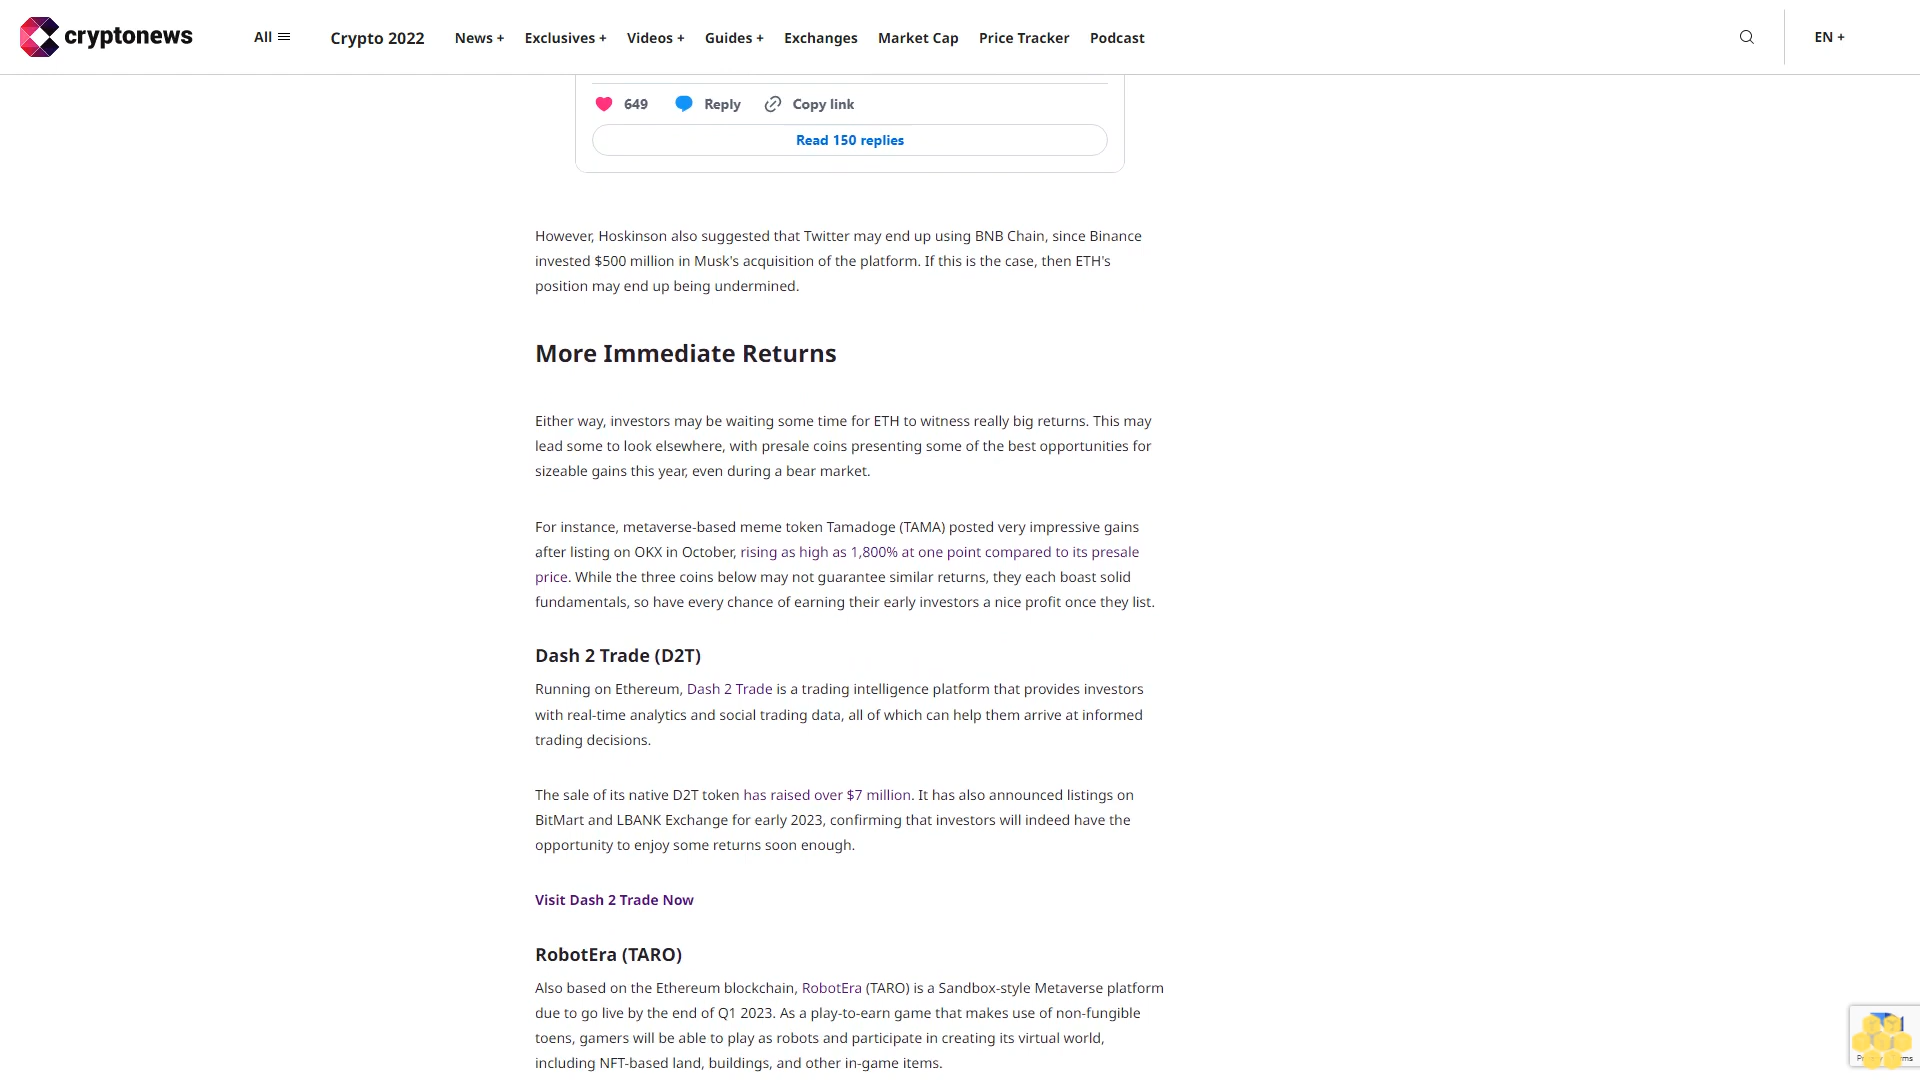 cryptonews
All
Crypto 2022
News +
Exclusives +
Videos +
Guides +
Exchanges
Market Cap
Price Tracker
Podcast
EN +
649
Reply
Copy link
Read 150 replies
However, Hoskinson also suggested that Twitter may end up using BNB Chain, since Binance
invested $500 million in Musk's acquisition of the platform. If this is the case, then ETH's
position may end up being undermined.
More Immediate Returns
Either way, investors may be waiting some time for ETH to witness really big returns. This may
lead some to look elsewhere, with presale coins presenting some of the best opportunities for
sizeable gains this year, even during a bear market.
For instance, metaverse-based meme token Tamadoge (TAMA) posted very impressive gains
after listing on OKX in October, rising as high as 1,800% at one point compared to its presale
price. While the three coins below may not guarantee similar returns, they each boast solid
fundamentals, so have every chance of earning their early investors a nice profit once they list.
Dash 2 Trade (D2T)
Running on Ethereum, Dash 2 Trade is a trading intelligence platform that provides investors
with real-time analytics and social trading data, all of which can help them arrive at informed
trading decisions.
The sale of its native D2T token has raised over $7 million. It has also announced listings on
BitMart and LBANK Exchange for early 2023, confirming that investors will indeed have the
opportunity to enjoy some returns soon enough.
Visit Dash 2 Trade Now
RobotEra (TARO)
Also based on the Ethereum blockchain, RobotEra (TARO) is a Sandbox-style Metaverse platform
due to go live by the end of Q1 2023. As a play-to-earn game that makes use of non-fungible
toens, gamers will be able to play as robots and participate in creating its virtual world,
including NFT-based land, buildings, and other in-game items.